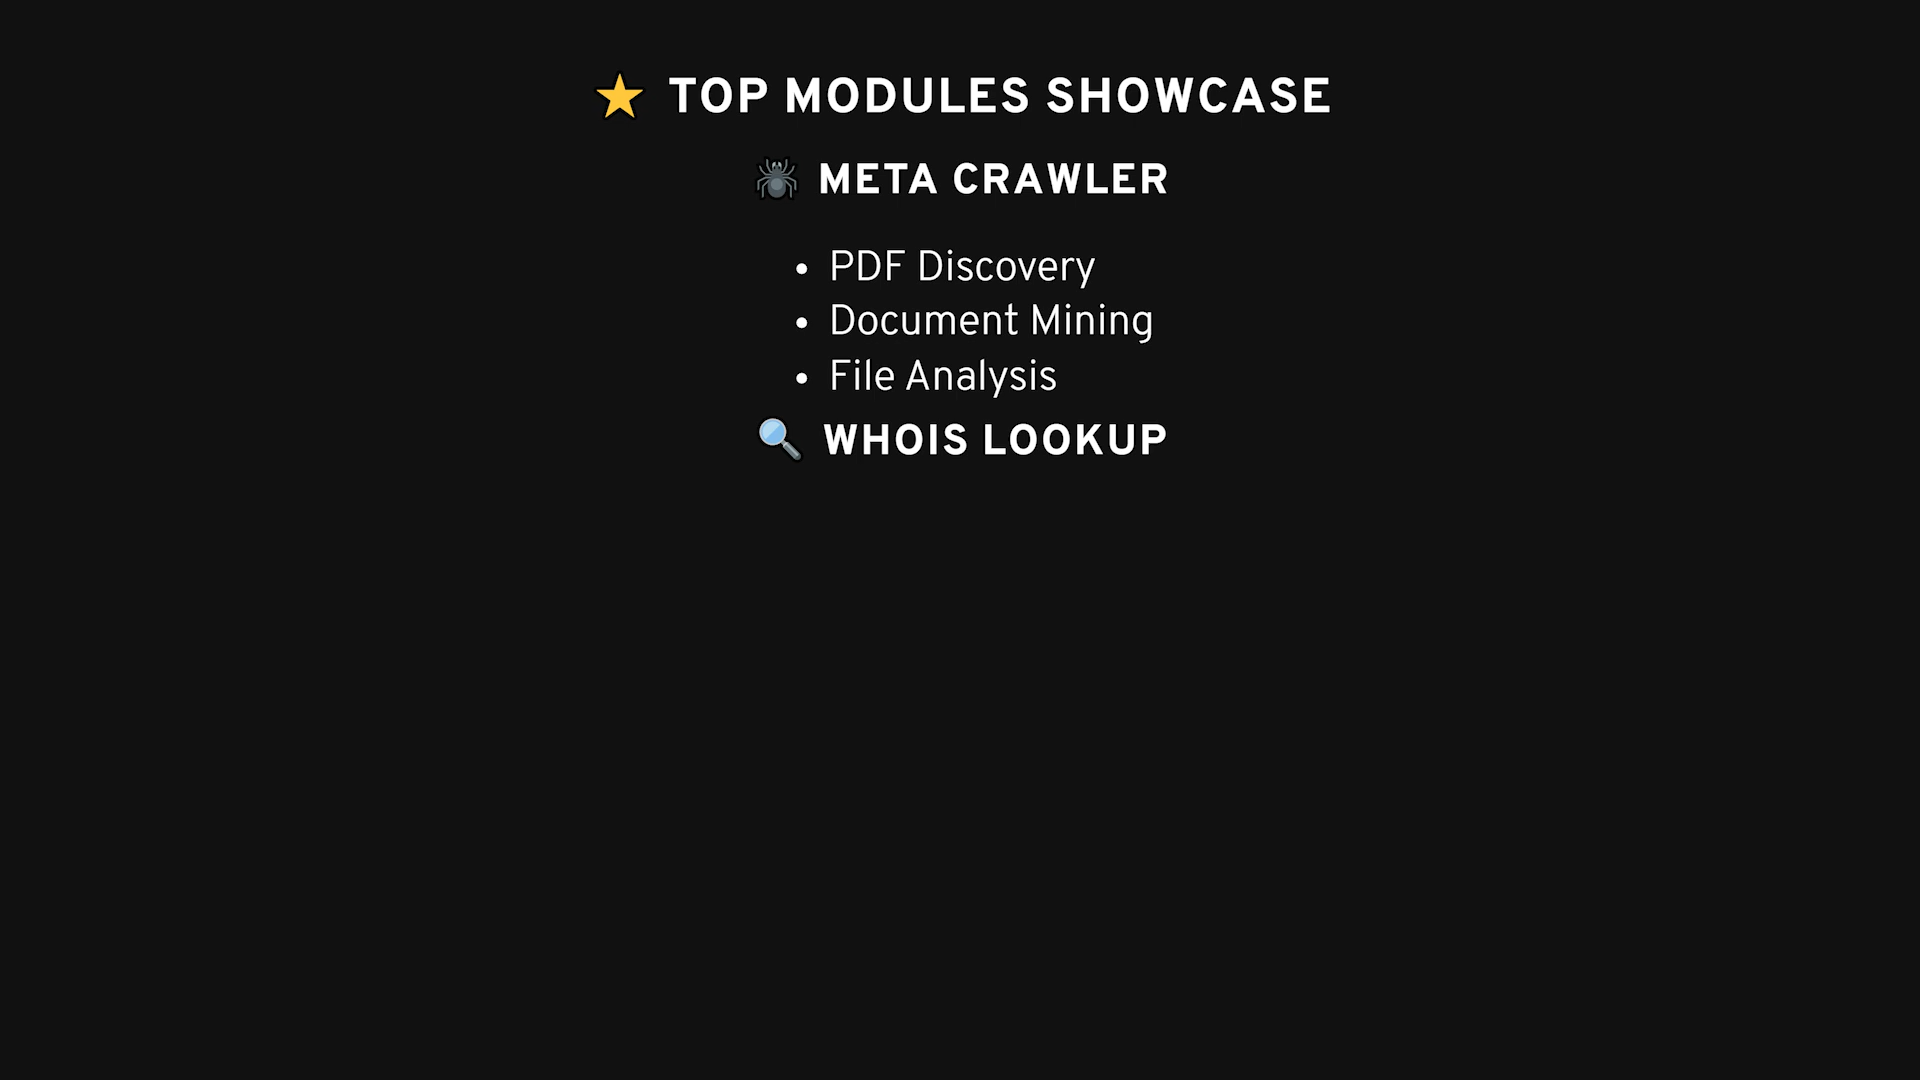 ⭐ TOP MODULES SHOWCASE
🕷 META CRAWLER
• PDF Discovery
• Document Mining
• File Analysis
🔍 WHOIS LOOKUP